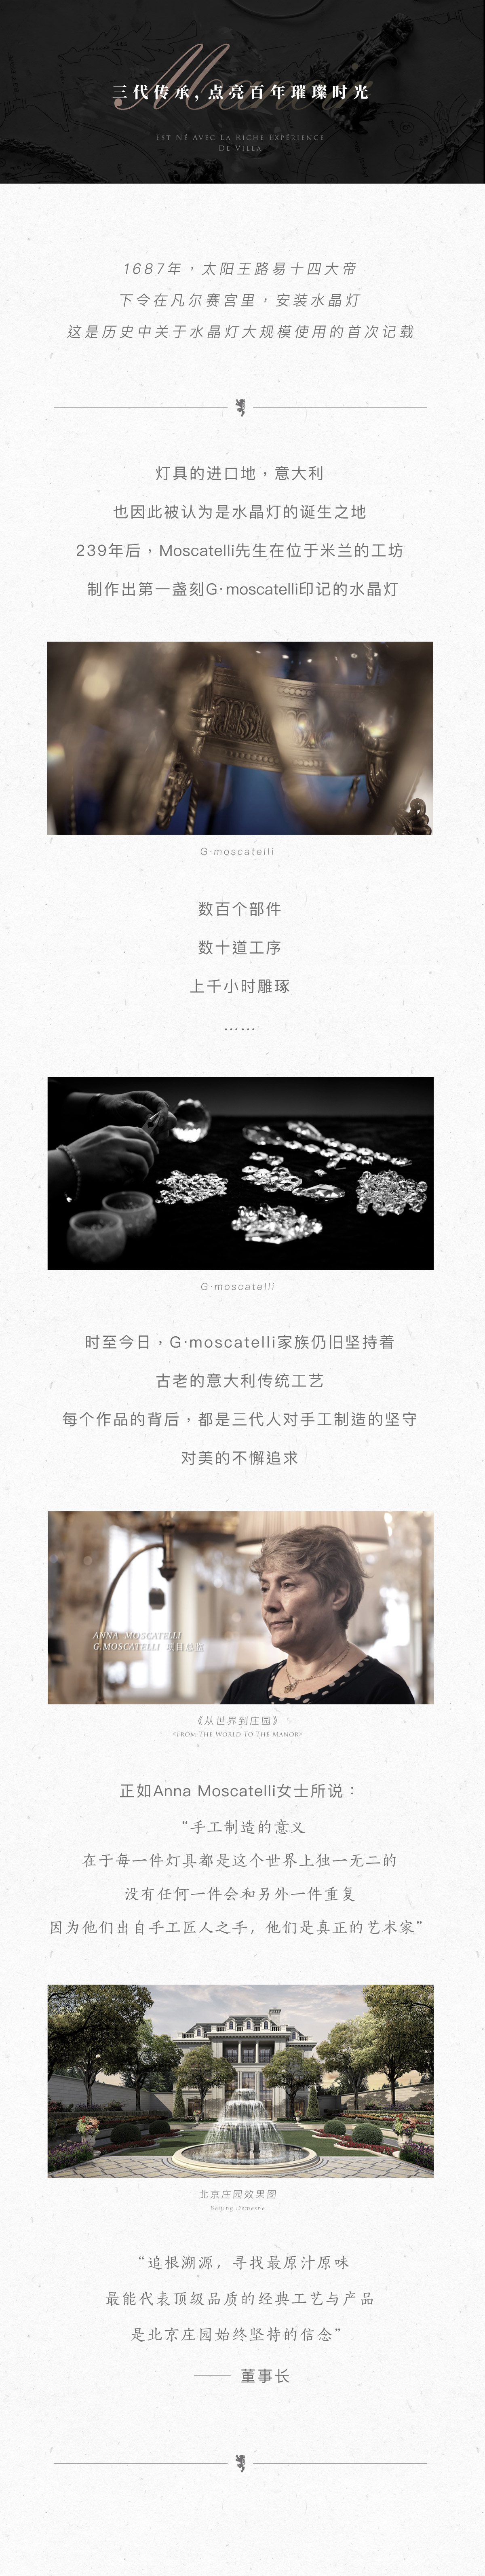 Manor
三代传承，点亮百年璀璨时光
EST NÉ AVEC LA RICHE EXPÉRIENCE
DE VILLA
1687年，太阳王路易十四大帝
下令在凡尔赛宫里，安装水晶灯
这是历史中关于水晶灯大规模使用的首次记载
灯具的进口地，意大利
也因此被认为是水晶灯的诞生之地
239年后，Moscatelli先生在位于米兰的工坊
制作出第一盏刻G·moscatelli印记的水晶灯
G·moscatelli
数百个部件
数十道工序
上千小时雕琢
……
G·moscatelli
时至今日，G·moscatelli家族仍旧坚持着
古老的意大利传统工艺
每个作品的背后，都是三代人对手工制造的坚守
对美的不懈追求
ANNA MOSCATELLI
G.MOSCATELLI 项目总监
《从世界到庄园》
<FROM THE WORLD TO THE MANOR>
正如Anna Moscatelli女士所说：
“手工制造的意义
在于每一件灯具都是这个世界上独一无二的
没有任何一件会和另外一件重复
因为他们出自手工匠人之手，他们是真正的艺术家”
北京庄园效果图
Beijing Demesne
“追根溯源，寻找最原汁原味
最能代表顶级品质的经典工艺与产品
是北京庄园始终坚持的信念”
—— 董事长